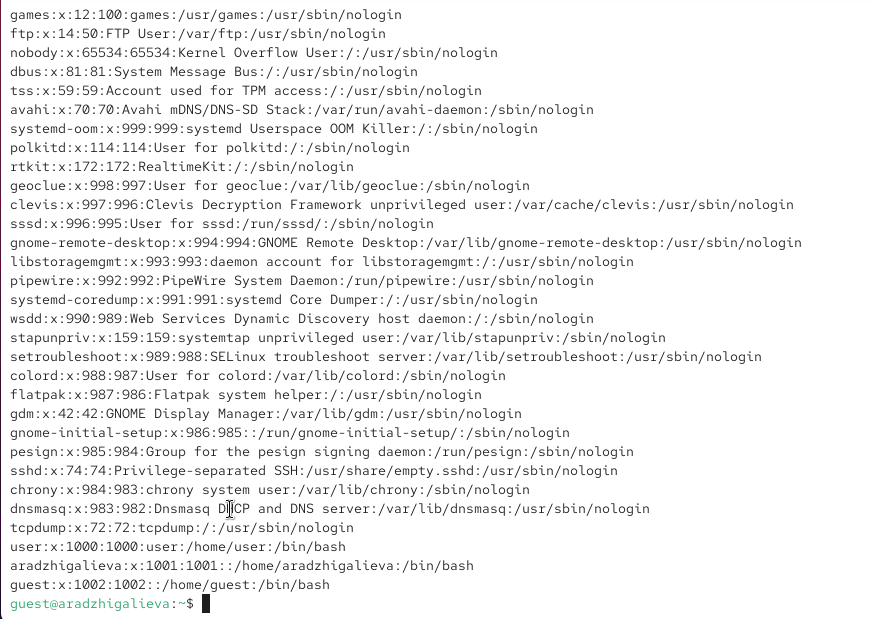 games:x:12:100:games:/usr/games:/usr/sbin/nologin
ftp:x:14:50:FTP User:/var/ftp:/usr/sbin/nologin
nobody:x:65534:65534:Kernel Overflow User:/:/usr/sbin/nologin
dbus:x:81:81:System Message Bus:/:/usr/sbin/nologin
tss:x:59:59:Account used for TPM access:/:/usr/sbin/nologin
avahi:x:70:70:Avahi mDNS/DNS-SD Stack:/var/run/avahi-daemon:/sbin/nologin
systemd-oom:x:999:999:systemd Userspace OOM Killer:/:/sbin/nologin
polkitd:x:114:114:User for polkitd:/:/sbin/nologin
rtkit:x:172:172:RealtimeKit:/:/sbin/nologin
geoclue:x:998:997:User for geoclue:/var/lib/geoclue:/sbin/nologin
clevis:x:997:996:Clevis Decryption Framework unprivileged user:/var/cache/clevis:/usr/sbin/nologin
sssd:x:996:995:User for sssd:/run/sssd/:/sbin/nologin
gnome-remote-desktop:x:994:994:GNOME Remote Desktop:/var/lib/gnome-remote-desktop:/usr/sbin/nologin
libstoragemgmt:x:993:993:daemon account for libstoragemgmt:/:/usr/sbin/nologin
pipewire:x:992:992:PipeWire System Daemon:/run/pipewire:/usr/sbin/nologin
systemd-coredump:x:991:991:systemd Core Dumper:/:/usr/sbin/nologin
wsdd:x:990:989:Web Services Dynamic Discovery host daemon:/:/sbin/nologin
stapunpriv:x:159:159:systemtap unprivileged user:/var/lib/stapunpriv:/sbin/nologin
setroubleshoot:x:989:988:SELinux troubleshoot server:/var/lib/setroubleshoot:/usr/sbin/nologin
colord:x:988:987:User for colord:/var/lib/colord:/sbin/nologin
flatpak:x:987:986:Flatpak system helper:/:/usr/sbin/nologin
gdm:x:42:42:GNOME Display Manager:/var/lib/gdm:/usr/sbin/nologin
gnome-initial-setup:x:986:985::/run/gnome-initial-setup/:/sbin/nologin
pesign:x:985:984:Group for the pesign signing daemon:/run/pesign:/sbin/nologin
sshd:x:74:74:Privilege-separated SSH:/usr/share/empty.sshd:/usr/sbin/nologin
chrony:x:984:983:chrony system user:/var/lib/chrony:/sbin/nologin
dnsmasq:x:983:982:Dnsmasq DHCP and DNS server:/var/lib/dnsmasq:/usr/sbin/nologin
tcpdump:x:72:72:tcpdump:/:/usr/sbin/nologin
user:x:1000:1000:user:/home/user:/bin/bash
aradzhigalieva:x:1001:1001::/home/aradzhigalieva:/bin/bash
guest:x:1002:1002::/home/guest:/bin/bash
guest@aradzhigalieva:~$